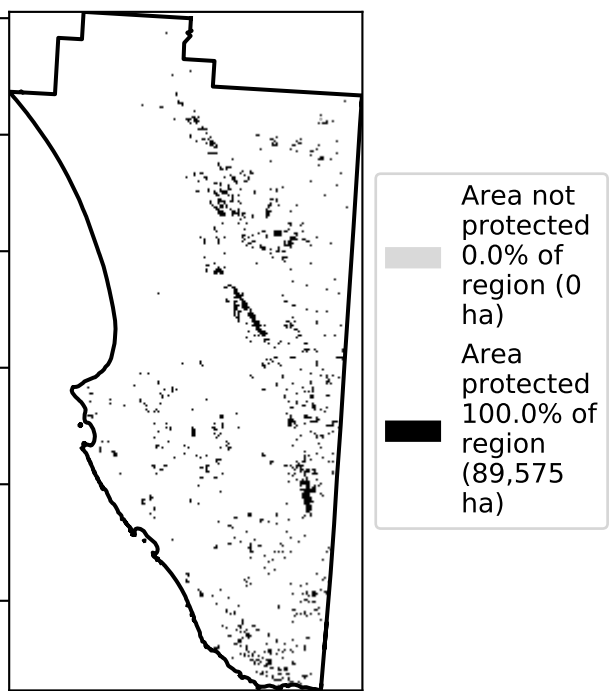 Area not
protected
0.0% of
region (0
ha)
Area
protected
100.0% of
region
(89,575
ha)